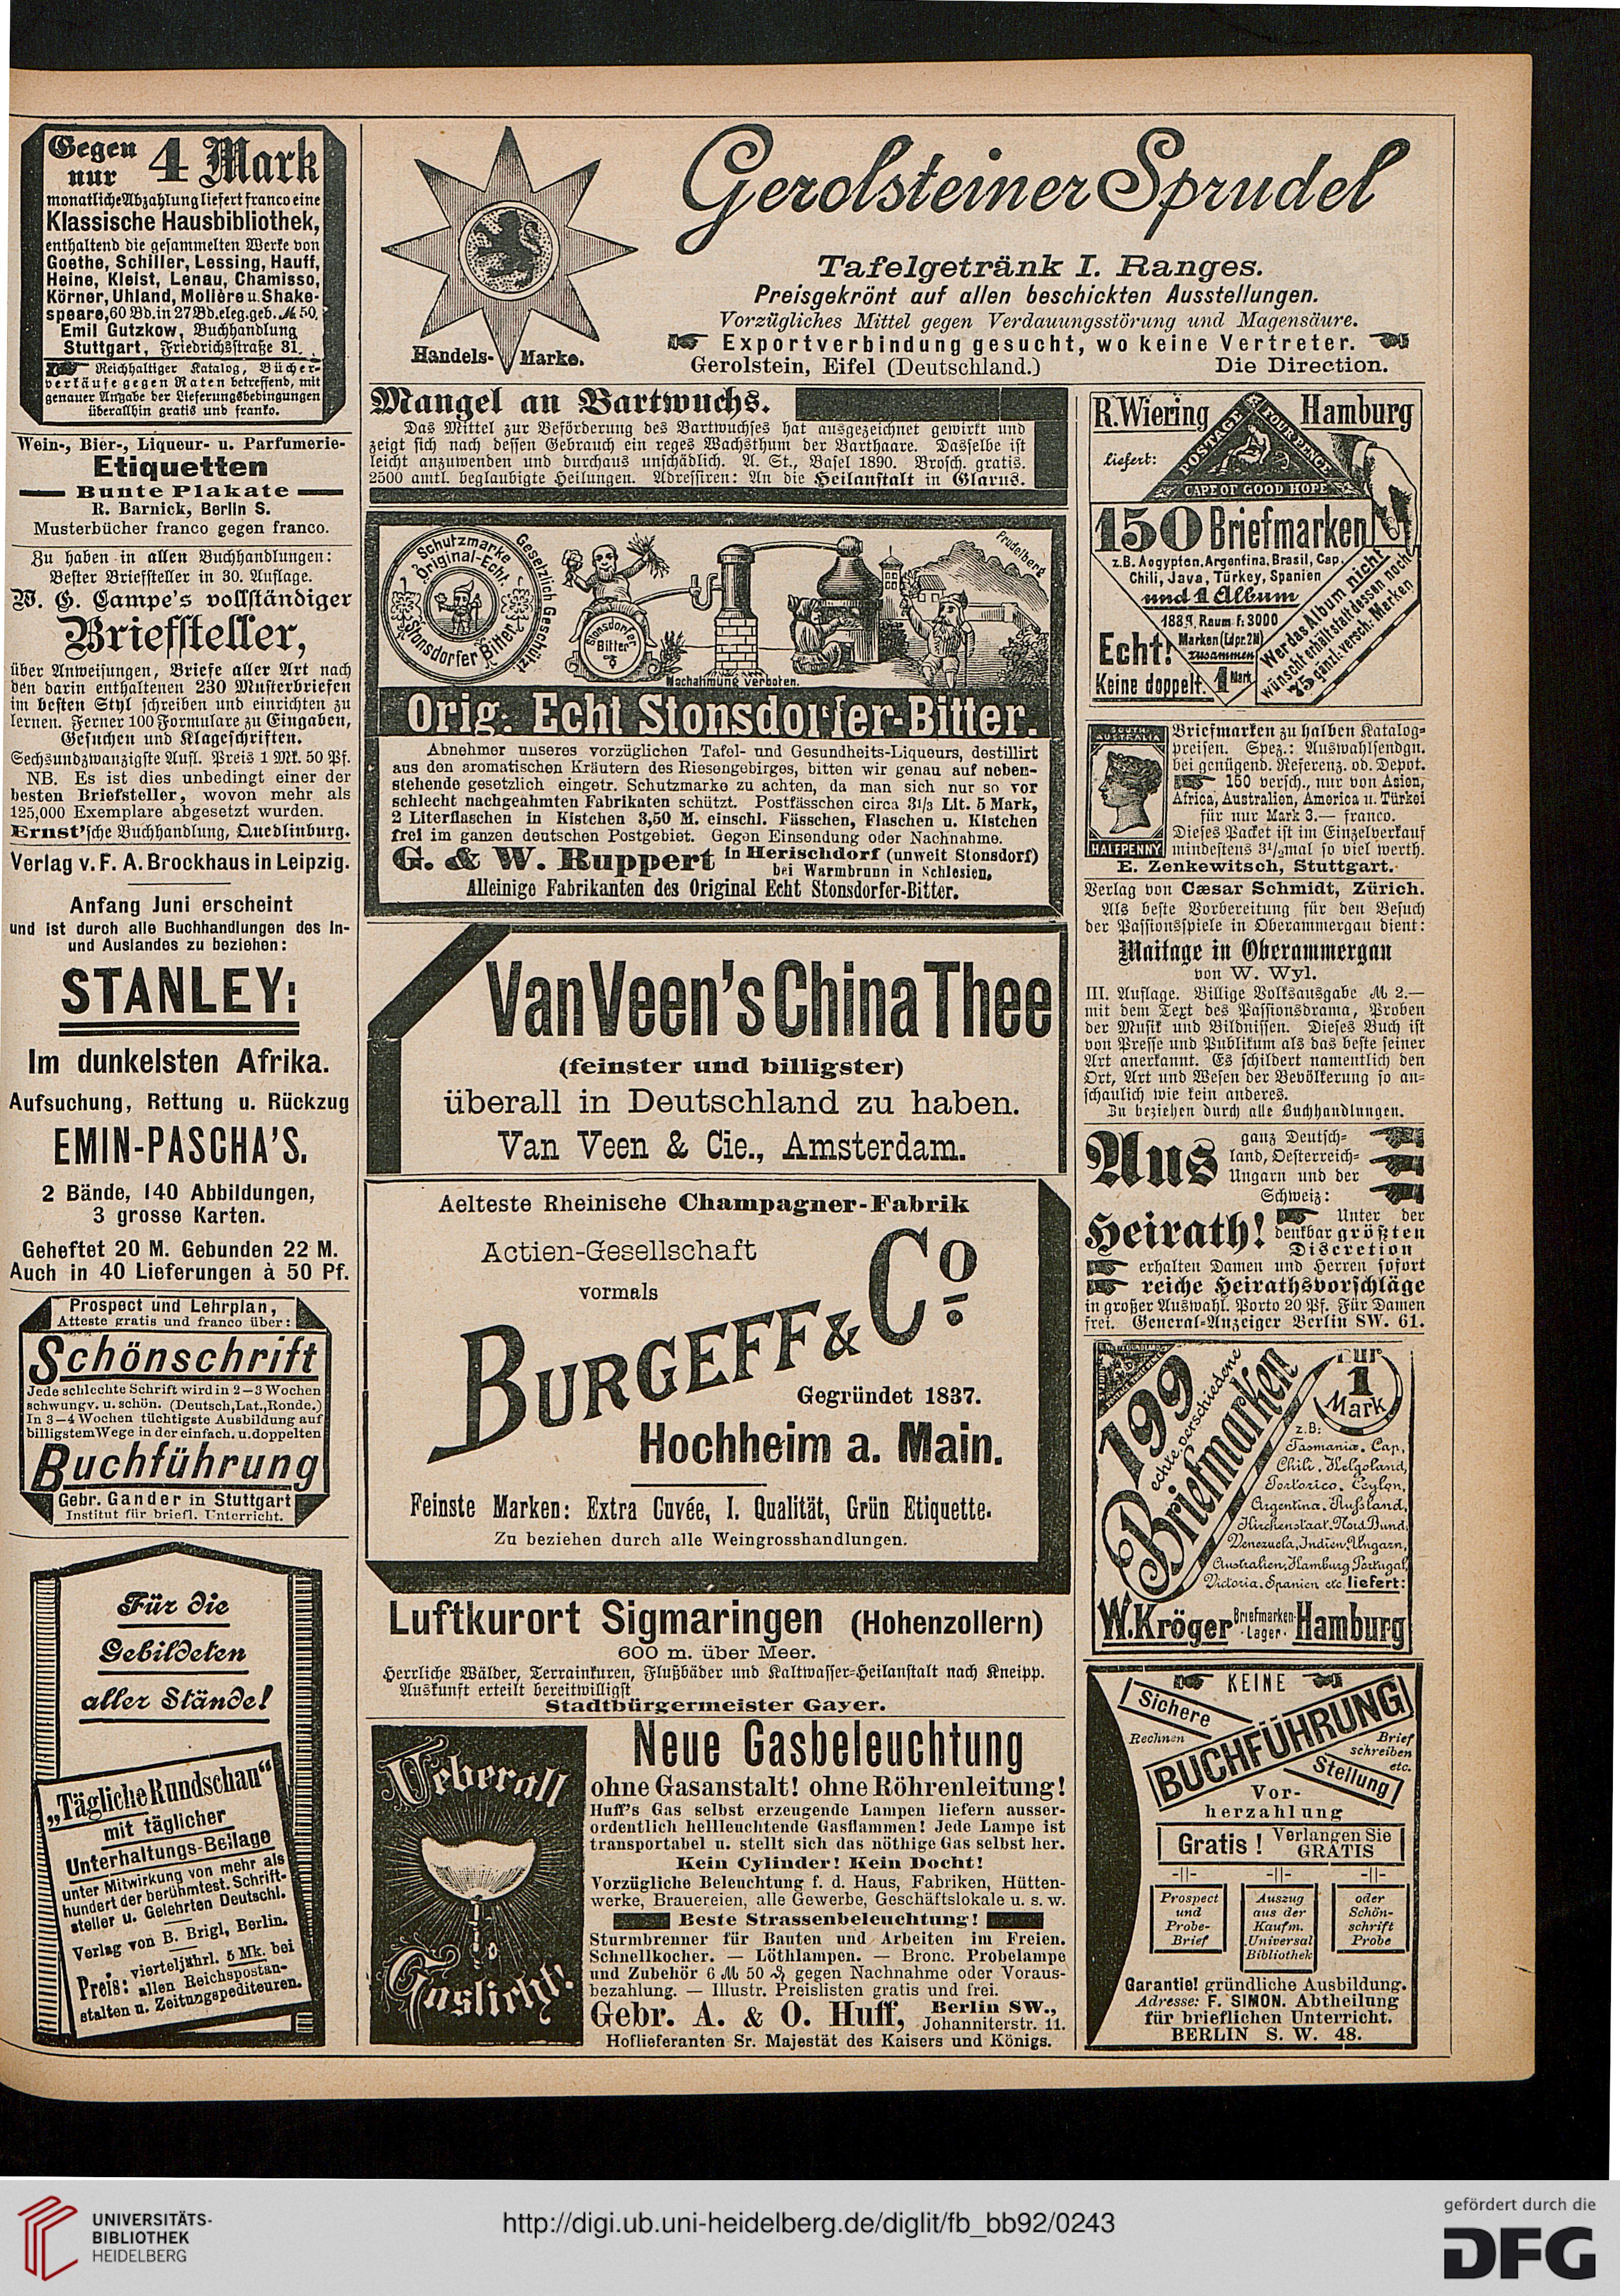 Gegen
nur 4 Mark
monatliche Abzahlung liefert franco eine
Klassische Hausbibliothek,
enthaltend die gesammelten Werke von
Goethe, Schiller, Lessing, Hauff,
Heine, Kleist, Lenau, Chamisso,
Körner, Uhland, Molière u. Shake-
speare, 60 Bd. in 27 Bd. eleg. geb. ℳ 50,
Emil Gutzkow, Buchhandlung
Stuttgart, Friedrichsstraße 31.
Reichhaltiger Katalog, Bücher-
verkäufe gegen Raten betreffend, mit
genauer Angabe der Lieferungsbedingungen
überallhin gratis und franko.
Wein-, Bier-, Liqueur- u. Parfumerie-
Etiquetten
Bunte Plakate
R. Barnick, Berlin S.
Musterbücher franco gegen franco.
Zu haben in allen Buchhandlungen:
Bester Briefsteller in 30. Auflage.
W. G. Campe's vollständiger
Briefsteller,
über Anweisungen, Briefe aller Art nach
den darin enthaltenen 230 Musterbriefen
im besten Styl schreiben und einrichten zu
lernen. Ferner 100 Formulare zu Eingaben,
Gesuchen und Klageschriften.
Sechsundzwanzigste Aufl. Preis 1 Mk. 50 Pf.
NB. Es ist dies unbedingt einer der
besten Briefsteller, wovon mehr als
125,000 Exemplare abgesetzt wurden.
Ernst'sche Buchhandlung, Quedlinburg.
Verlag v. F. A. Brockhaus in Leipzig.
Anfang Juni erscheint
und ist durch alle Buchhandlungen des In-
und Auslandes zu beziehen:
STANLEY:
Im dunkelsten Afrika.
Aufsuchung, Rettung u. Rückzug
EMIN-PASCHA'S.
2 Bände, 140 Abbildungen,
3 grosse Karten.
Geheftet 20 M. Gebunden 22 M.
Auch in 40 Lieferungen à 50 Pf.
Prospect und Lehrplan,
Atteste gratis und franco über:
Schönschrift
Jede schlechte Schrift wird in 2—3 Wochen
schwungv. u. schön. (Deutsch, Lat., Ronde.)
In 3—4 Wochen tüchtigste Ausbildung auf
billigstem Wege in der einfach. u. doppelten
Buchführung
Gebr. Gander in Stuttgart
Institut für briefl. Unterricht.
Für die
Gebildeten
aller Stände!
„Tägliche Rundschau"
mit täglicher
Unterhaltungs-Beilage
unter Mitwirkung von mehr als
hundert der berühmtest. Schrift-
steller u. Gelehrten Deutschl.
Verlag von B. Brigl, Berlin.
Preis: vierteljährl. 5 Mk. bei
allen Reichspostan-
stalten u. Zeitungspediteuren.
Handels- Marke.
Gerolsteiner Sprudel
Tafelgetränk I. Ranges.
Preisgekrönt auf allen beschickten Ausstellungen.
Vorzügliches Mittel gegen Verdauungsstörung und Magensäure.
Exportverbindung gesucht, wo keine Vertreter.
Gerolstein, Eifel (Deutschland.) Die Direction.
Mangel an Bartwuchs.
Das Mittel zur Beförderung des Bartwuchses hat ausgezeichnet gewirkt und
zeigt sich nach dessen Gebrauch ein reges Wachsthum der Barthaare. Dasselbe ist
leicht anzuwenden und durchaus unschädlich. A. St., Basel 1890. Brosch. gratis.
2500 amtl. beglaubigte Heilungen. Adressiren: An die Heilanstalt in Glarus.
Schutzmarke
Original-Echt
Stonsdorfer Bitter
Gesetzlich Geschützt
Stonsdorfer
Bitter
Prudelberg
Nachahmung verboten.
Orig. Echt Stonsdorfer-Bitter.
Abnehmer unseres vorzüglichen Tafel- und Gesundheits-Liqueurs, destillirt
aus den aromatischen Kräutern des Riesengebirges, bitten wir genau auf neben-
stehende gesetzlich eingetr. Schutzmarke zu achten, da man sich nur so vor
schlecht nachgeahmten Fabrikaten schützt. Postfässchen circa 3⅓ Lit. 5 Mark,
2 Literflaschen in Kistchen 3,50 M. einschl. Fässchen, Flaschen u. Kistchen
frei im ganzen deutschen Postgebiet. Gegen Einsendung oder Nachnahme.
G. & W. Ruppert in Herischdorf (unweit Stonsdorf)
bei Warmbrunn in Schlesien,
Alleinige Fabrikanten des Original Echt Stonsdorfer-Bitter.
Van Veen's China Thee
(feinster und billigster)
überall in Deutschland zu haben.
Van Veen & Cie., Amsterdam.
Aelteste Rheinische Champagner-Fabrik
Actien-Gesellschaft
vormals
BURGEFF & Co.
Gegründet 1837.
Hochheim a. Main.
Feinste Marken: Extra Cuvée, I. Qualität, Grün Etiquette.
Zu beziehen durch alle Weingrosshandlungen.
Luftkurort Sigmaringen (Hohenzollern)
600 m. über Meer.
Herrliche Wälder, Terrainkuren, Flußbäder und Kaltwasser-Heilanstalt nach Kneipp.
Auskunft erteilt bereitwilligst
Stadtbürgermeister Gayer.
Ueberall
Gaslicht!
Neue Gasbeleuchtung
ohne Gasanstalt! ohne Röhrenleitung!
Huff's Gas selbst erzeugende Lampen liefern ausser-
ordentlich hellleuchtende Gasflammen! Jede Lampe ist
transportabel u. stellt sich das nöthige Gas selbst her.
Kein Cylinder! Kein Docht!
Vorzügliche Beleuchtung f. d. Haus, Fabriken, Hütten-
werke, Brauereien, alle Gewerbe, Geschäftslokale u. s. w.
Beste Strassenbeleuchtung!
Sturmbrenner für Bauten und Arbeiten im Freien.
Schnellkocher. — Löthlampen. — Bronc. Probelampe
und Zubehör 6 ℳ 50 ₰ gegen Nachnahme oder Voraus-
bezahlung. — Illustr. Preislisten gratis und frei.
Gebr. A. & O. Huff, Berlin SW.,
Johanniterstr. 11.
Hoflieferanten Sr. Majestät des Kaisers und Königs.
R. Wiering Hamburg
liefert:
POSTAGE
FOUR PENCE
CAPE OF GOOD HOPE
150 Briefmarken
z.B. Aegypten, Argentina, Brasil, Cap,
Chili, Java, Türkey, Spanien
und 1 Album
1889, Raum f. 3000
Marken (Ldpr. 2M)
zusammen
1 Mark
Echt!
Keine doppelt.
Wer das Album nicht
wünscht erhält statt dessen noch
75 gänzl. versch. Marken
SOUTH
AUSTRALIA
HALFPENNY
Briefmarken zu halben Katalog-
preisen. Spez.: Auswahlsendgn.
bei genügend. Referenz. od. Depot.
150 versch., nur von Asien,
Africa, Australien, America u. Türkei
für nur Mark 3.— franco.
Dieses Packet ist im Einzelverkauf
mindestens 3½mal so viel werth.
E. Zenkewitsch, Stuttgart.
Verlag von Cæsar Schmidt, Zürich.
Als beste Vorbereitung für den Besuch
der Passionsspiele in Oberammergau dient:
Maitage in Oberammergau
von W. Wyl.
III. Auflage. Billige Volksausgabe ℳ 2.—
mit dem Text des Passionsdrama, Proben
der Musik und Bildnissen. Dieses Buch ist
von Presse und Publikum als das beste seiner
Art anerkannt. Es schildert namentlich den
Ort, Art und Wesen der Bevölkerung so an-
schaulich wie kein anderes.
Zu beziehen durch alle Buchhandlungen.
Aus ganz Deutsch-
land, Oesterreich-
Ungarn und der
Schweiz:
Heirath! Unter der
denkbar größten
Discretion
erhalten Damen und Herren sofort
reiche Heirathsvorschläge
in großer Auswahl. Porto 20 Pf. Für Damen
frei. General-Anzeiger Berlin SW. 61.
199
echte verschiedene
Briefmarken
nur
1
Mark
z.B:
Tasmania, Cap,
Chili, Helgoland,
Portorico, Ceylon,
Argentina, Rußland,
Kirchenstaat, Nord. Bund,
Venezuela, Indien, Ungarn,
Australien, Hamburg, Portugal,
Victoria, Spanien etc. liefert:
W. Kröger Briefmarken-
Lager. Hamburg
KEINE
Sichere
Rechnen
BUCHFÜHRUNG
Brief
schreiben
etc.
Stellung
Vor-
herzahlung
Gratis! Verlangen Sie
GRATIS
Prospect
und
Probe-
Brief
Auszug
aus der
Kaufm.
Universal
Bibliothek
oder
Schön-
schrift
Probe
Garantie! gründliche Ausbildung.
Adresse: F. SIMON. Abtheilung
für brieflichen Unterricht.
BERLIN S. W. 48.
UNIVERSITÄTS-
BIBLIOTHEK
HEIDELBERG
http://digi.ub.uni-heidelberg.de/diglit/fb_bb92/0243
gefördert durch die
DFG